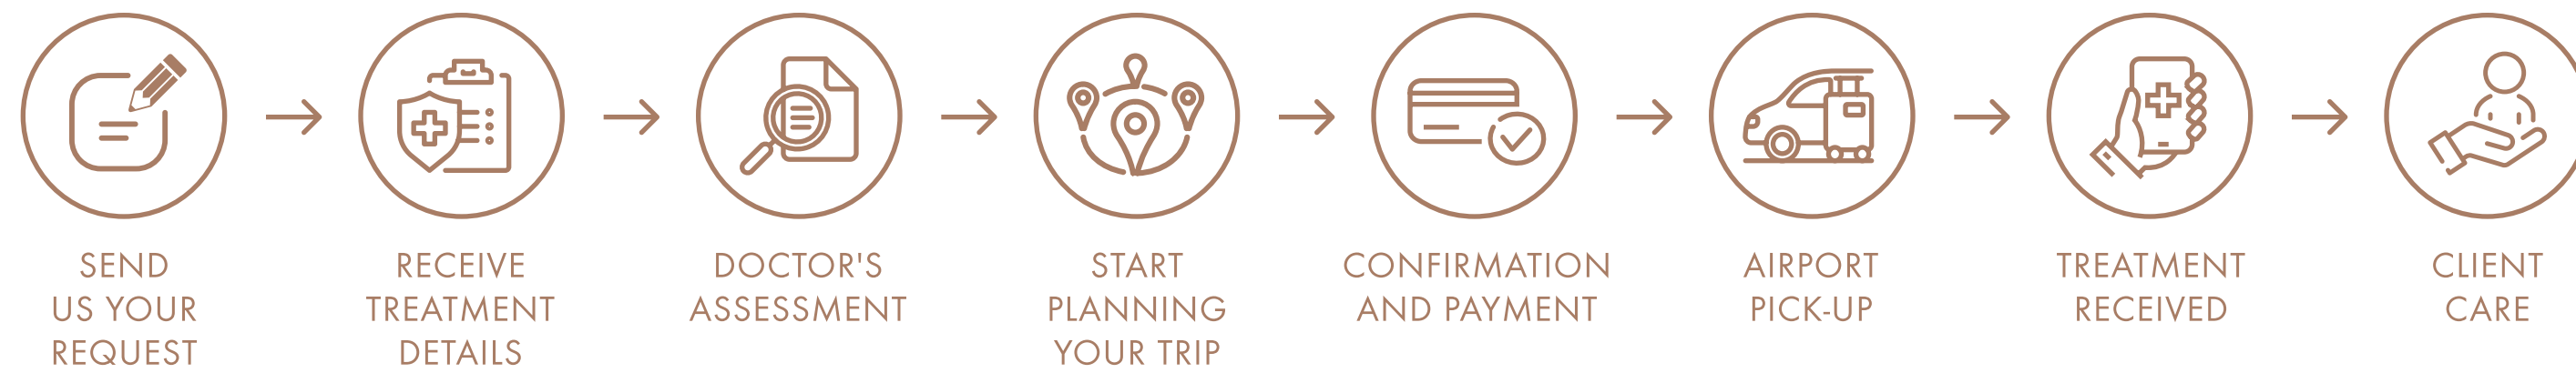 SEND
US YOUR
REQUEST
RECEIVE
TREATMENT
DETAILS
DOCTOR'S
ASSESSMENT
START
PLANNING
YOUR TRIP
CONFIRMATION
AND PAYMENT
AIRPORT
PICK-UP
TREATMENT
RECEIVED
CLIENT
CARE